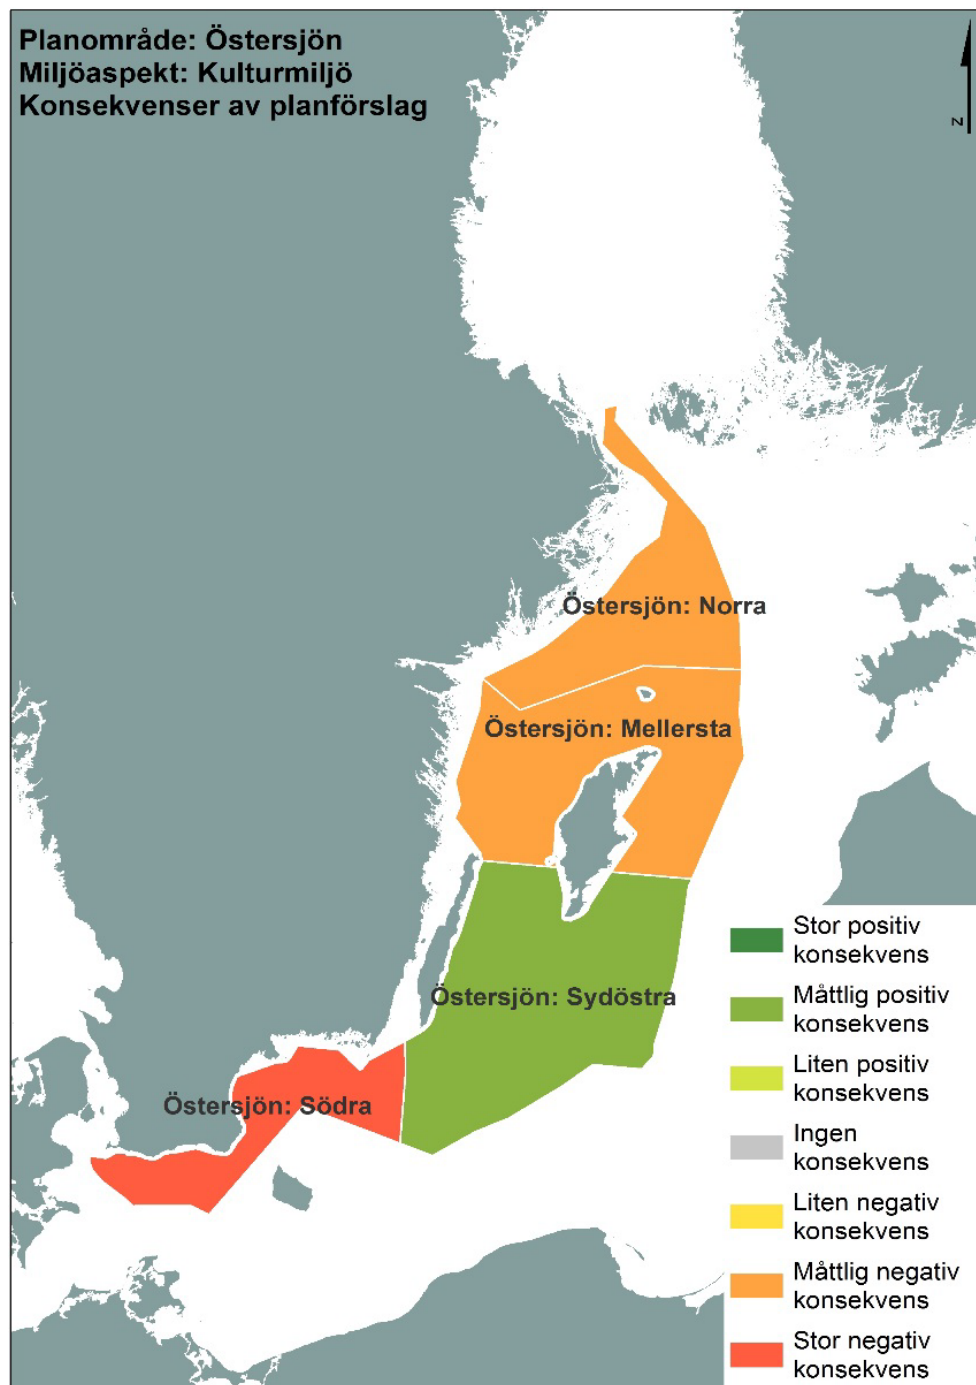 Planområde: Östersjön
Miljöaspekt: Kulturmiljö
Konsekvenser av planförslag
N
Östersjön: Norra
Östersjön: Mellersta
Östersjön: Sydöstra
Östersjön: Södra
Stor positiv
konsekvens
Måttlig positiv
konsekvens
Liten positiv
konsekvens
Ingen
konsekvens
Liten negativ
konsekvens
Måttlig negativ
konsekvens
Stor negativ
konsekvens